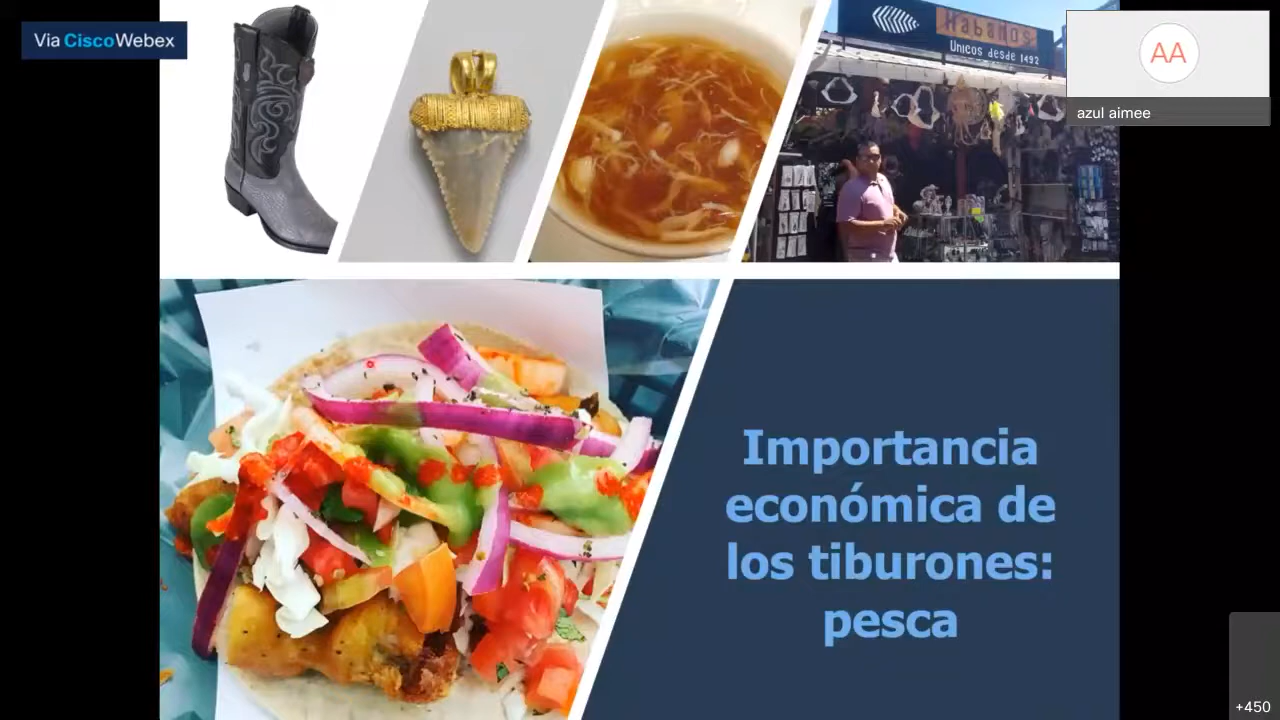 Via CiscoWebex
Habanos
Unicos desde 1492
AA
azul aimee
Importancia
económica de
los tiburones:
pesca
+450